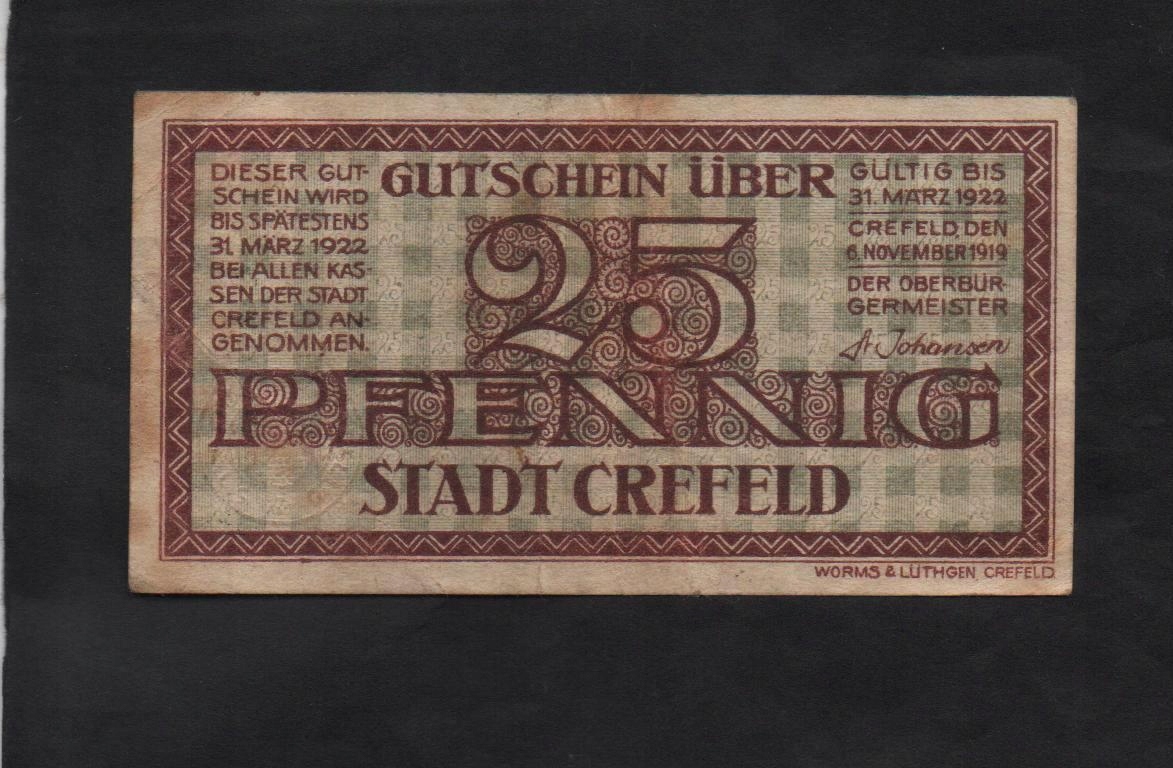 DIESER GUT-
SCHEIN WIRD
BIS SPÄTESTENS
31. MÄRZ 1922
BEI ALLEN KAS-
SEN DER STADT
CREFELD AN-
GENOMMEN.
GUTSCHEIN ÜBER
25
PFENNIG
STADT CREFELD
GÜLTIG BIS
31. MÄRZ 1922
CREFELD, DEN
6. NOVEMBER 1919
DER OBERBÜR-
GERMEISTER
Johansen
WORMS & LÜTHGEN, CREFELD